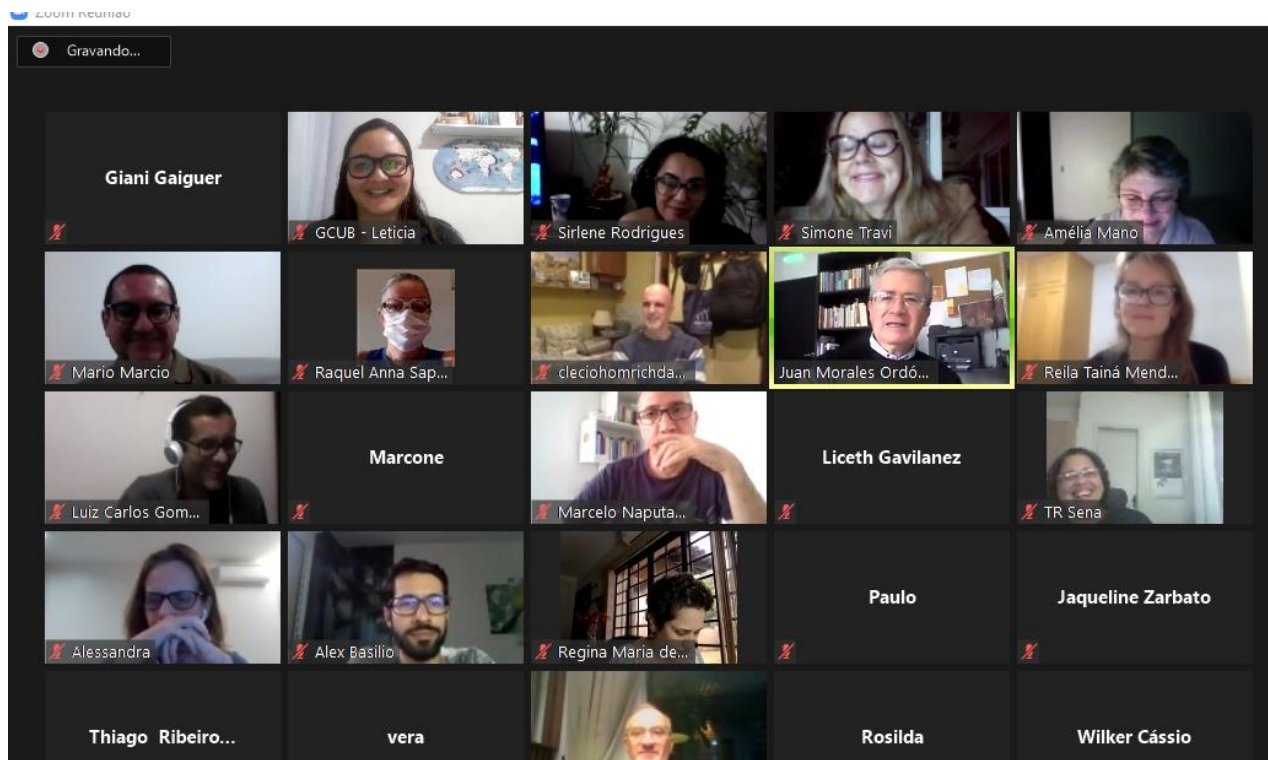 Zoom Reunião
Gravando...
Giani Gaiguer
GCUB - Leticia
Sirlene Rodrigues
Simone Travi
Amélia Mano
Mario Marcio
Raquel Anna Sap...
cleciohomrichda...
Juan Morales Ordó...
Reila Tainá Mend...
Luiz Carlos Gom...
Marcone
Marcelo Naputa...
Liceth Gavilanez
TR Sena
Alessandra
Alex Basilio
Regina Maria de...
Paulo
Jaqueline Zarbato
Thiago Ribeiro...
vera
Rosilda
Wilker Cássio